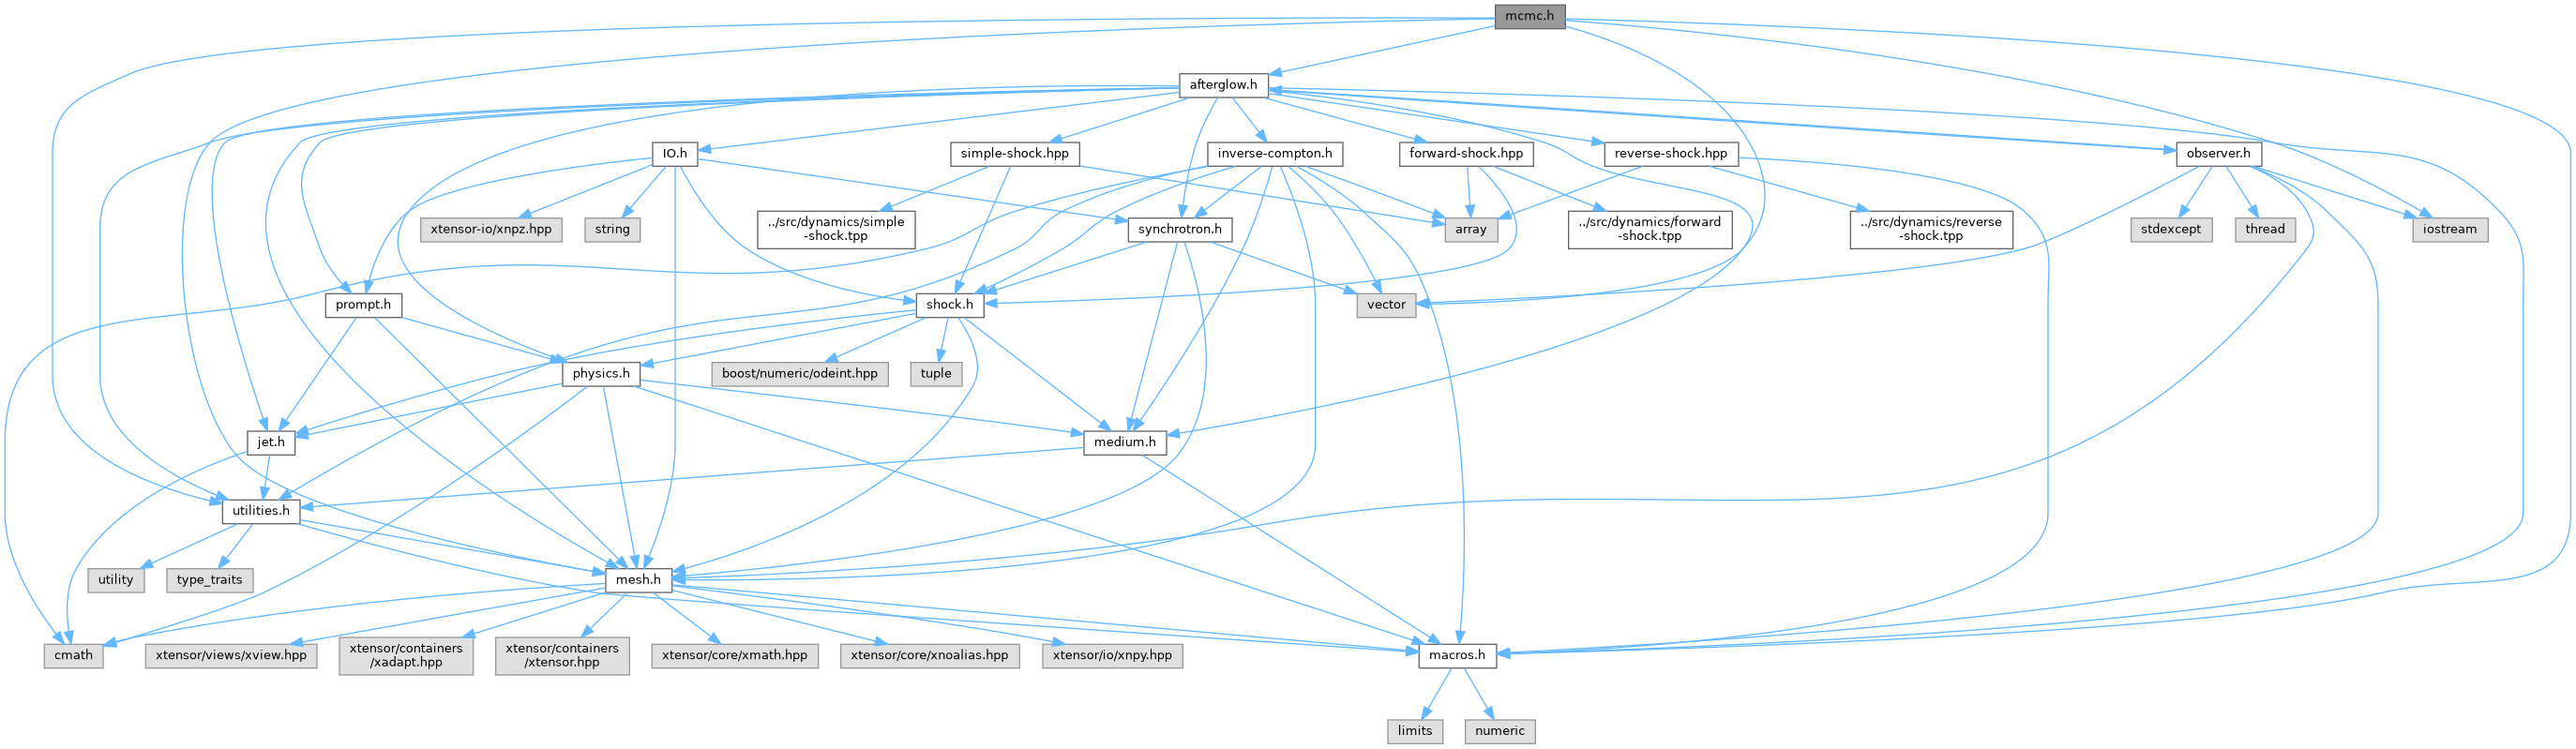 mcmc.h
afterglow.h
IO.h
simple-shock.hpp
inverse-compton.h
forward-shock.hpp
reverse-shock.hpp
observer.h
xtensor-io/xnpz.hpp
string
../src/dynamics/simple
-shock.tpp
synchrotron.h
array
../src/dynamics/forward
-shock.tpp
../src/dynamics/reverse
-shock.tpp
stdexcept
thread
iostream
prompt.h
shock.h
vector
physics.h
boost/numeric/odeint.hpp
tuple
jet.h
medium.h
utilities.h
utility
type_traits
mesh.h
cmath
xtensor/views/xview.hpp
xtensor/containers
/xadapt.hpp
xtensor/containers
/xtensor.hpp
xtensor/core/xmath.hpp
xtensor/core/xnoalias.hpp
xtensor/io/xnpy.hpp
macros.h
limits
numeric